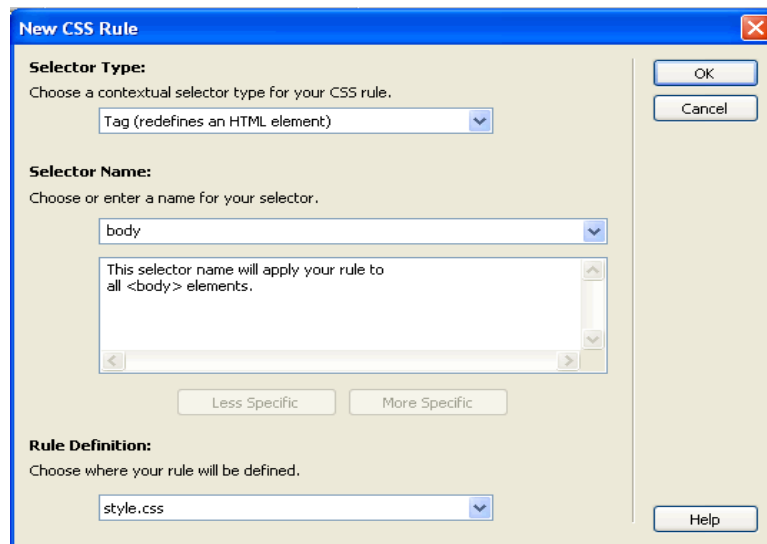 New CSS Rule
Selector Type:
Choose a contextual selector type for your CSS rule.
Tag (redefines an HTML element)
OK
Cancel
Selector Name:
Choose or enter a name for your selector.
body
This selector name will apply your rule to
all <body> elements.
Less Specific
More Specific
Rule Definition:
Choose where your rule will be defined.
style.css
Help